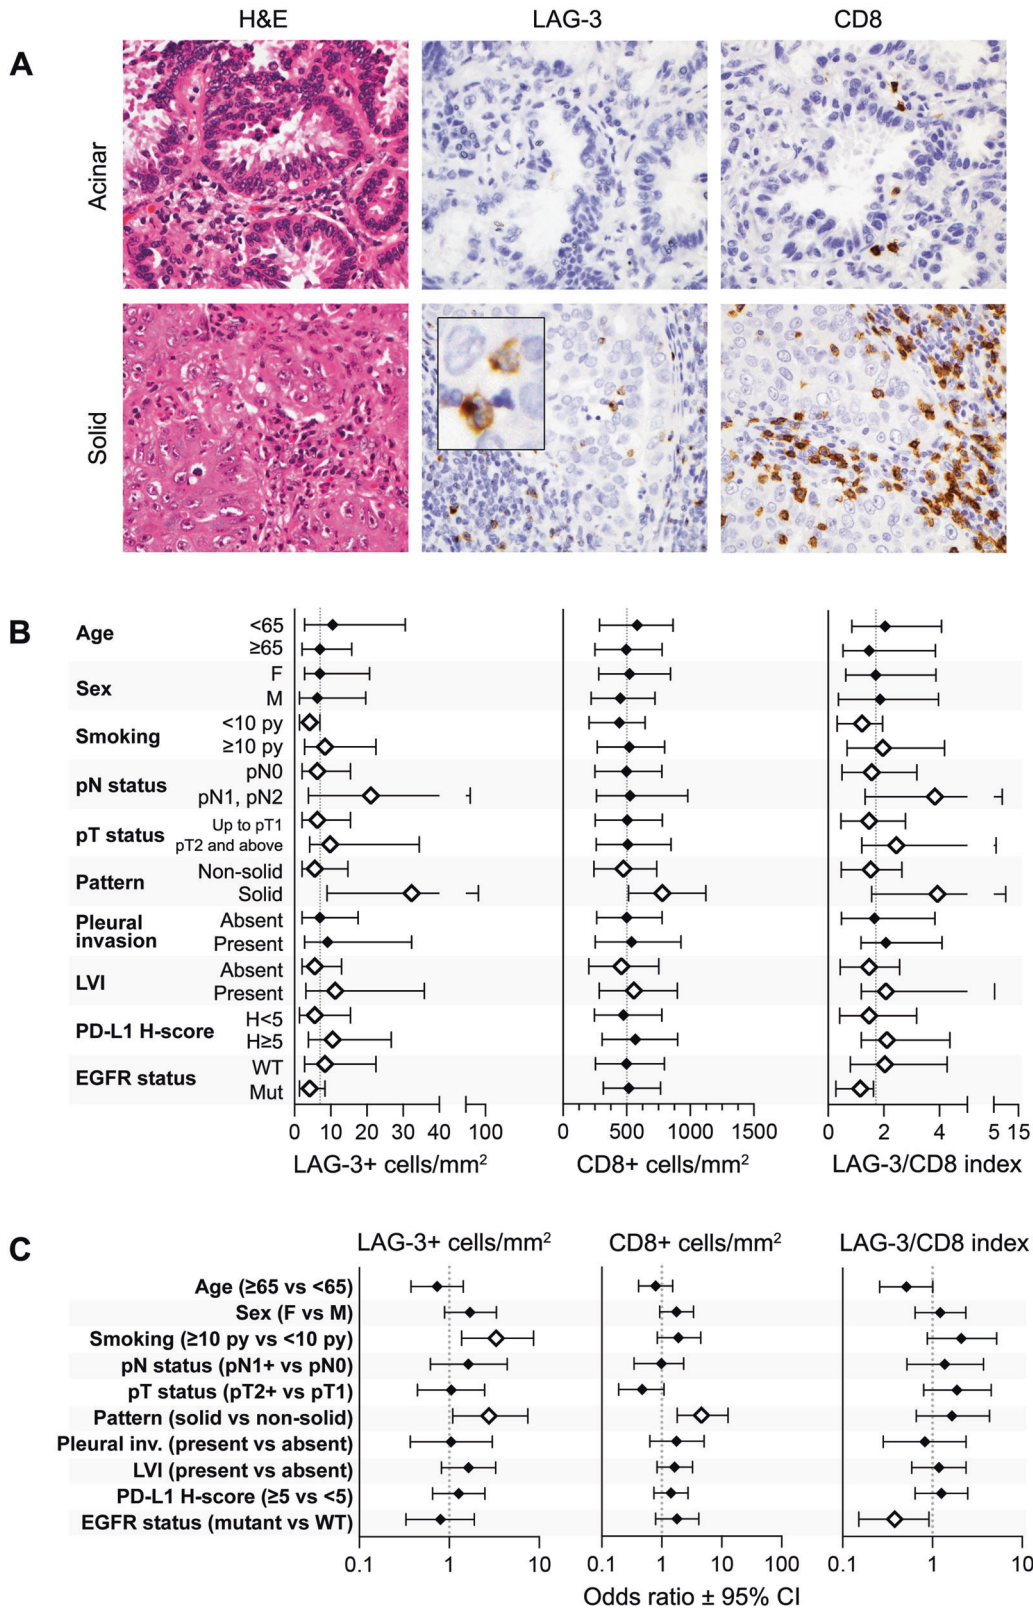 H&E LAG-3 CD8
A
Acinar
Solid
B
Age <65
≥65
Sex F
M
Smoking <10 py
≥10 py
pN status pN0
pN1, pN2
pT status Up to pT1
pT2 and above
Pattern Non-solid
Solid
Pleural invasion Absent
Present
LVI Absent
Present
PD-L1 H-score H<5
H≥5
EGFR status WT
Mut
0 10 20 30 40 100 0 500 1000 1500 0 2 4 5 15
LAG-3+ cells/mm² CD8+ cells/mm² LAG-3/CD8 index
C
LAG-3+ cells/mm² CD8+ cells/mm² LAG-3/CD8 index
Age (≥65 vs <65)
Sex (F vs M)
Smoking (≥10 py vs <10 py)
pN status (pN1+ vs pN0)
pT status (pT2+ vs pT1)
Pattern (solid vs non-solid)
Pleural inv. (present vs absent)
LVI (present vs absent)
PD-L1 H-score (≥5 vs <5)
EGFR status (mutant vs WT)
0.1 1 10 0.1 1 10 100 0.1 1 10
Odds ratio ± 95% CI